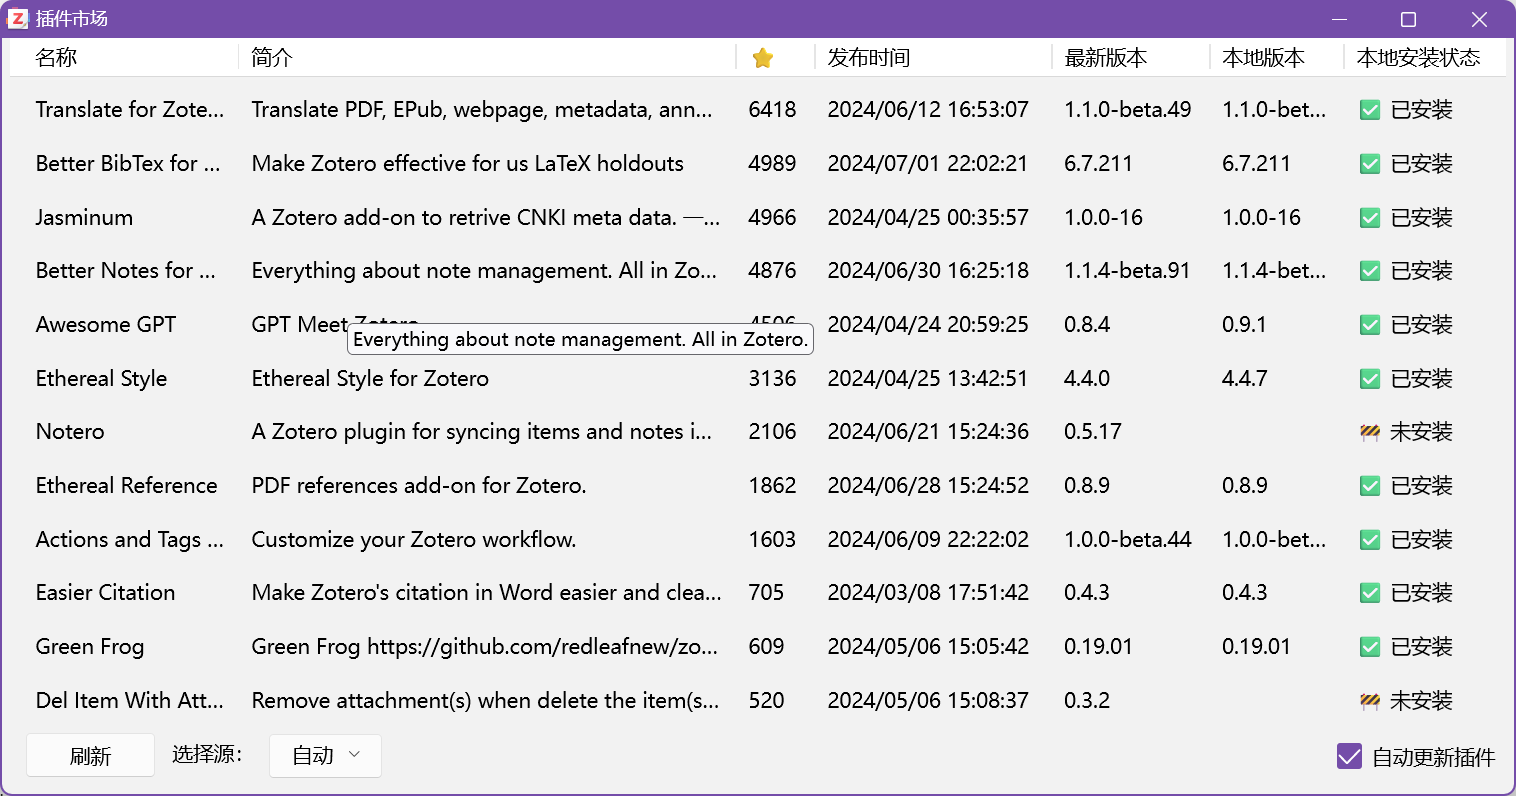 插件市场
名称 简介 发布时间 最新版本 本地版本 本地安装状态
Translate for Zote... Translate PDF, EPub, webpage, metadata, ann... 6418 2024/06/12 16:53:07 1.1.0-beta.49 1.1.0-bet... 已安装
Better BibTex for ... Make Zotero effective for us LaTeX holdouts 4989 2024/07/01 22:02:21 6.7.211 6.7.211 已安装
Jasminum A Zotero add-on to retrive CNKI meta data. 一... 4966 2024/04/25 00:35:57 1.0.0-16 1.0.0-16 已安装
Better Notes for ... Everything about note management. All in Zo... 4876 2024/06/30 16:25:18 1.1.4-beta.91 1.1.4-bet... 已安装
Awesome GPT GPT Meet Zotero 2024/04/24 20:59:25 0.8.4 0.9.1 已安装
Everything about note management. All in Zotero.
Ethereal Style Ethereal Style for Zotero 3136 2024/04/25 13:42:51 4.4.0 4.4.7 已安装
Notero A Zotero plugin for syncing items and notes i... 2106 2024/06/21 15:24:36 0.5.17 未安装
Ethereal Reference PDF references add-on for Zotero. 1862 2024/06/28 15:24:52 0.8.9 0.8.9 已安装
Actions and Tags ... Customize your Zotero workflow. 1603 2024/06/09 22:22:02 1.0.0-beta.44 1.0.0-bet... 已安装
Easier Citation Make Zotero's citation in Word easier and clea... 705 2024/03/08 17:51:42 0.4.3 0.4.3 已安装
Green Frog Green Frog https://github.com/redleafnew/zo... 609 2024/05/06 15:05:42 0.19.01 0.19.01 已安装
Del Item With Att... Remove attachment(s) when delete the item(s... 520 2024/05/06 15:08:37 0.3.2 未安装
刷新 选择源： 自动 自动更新插件